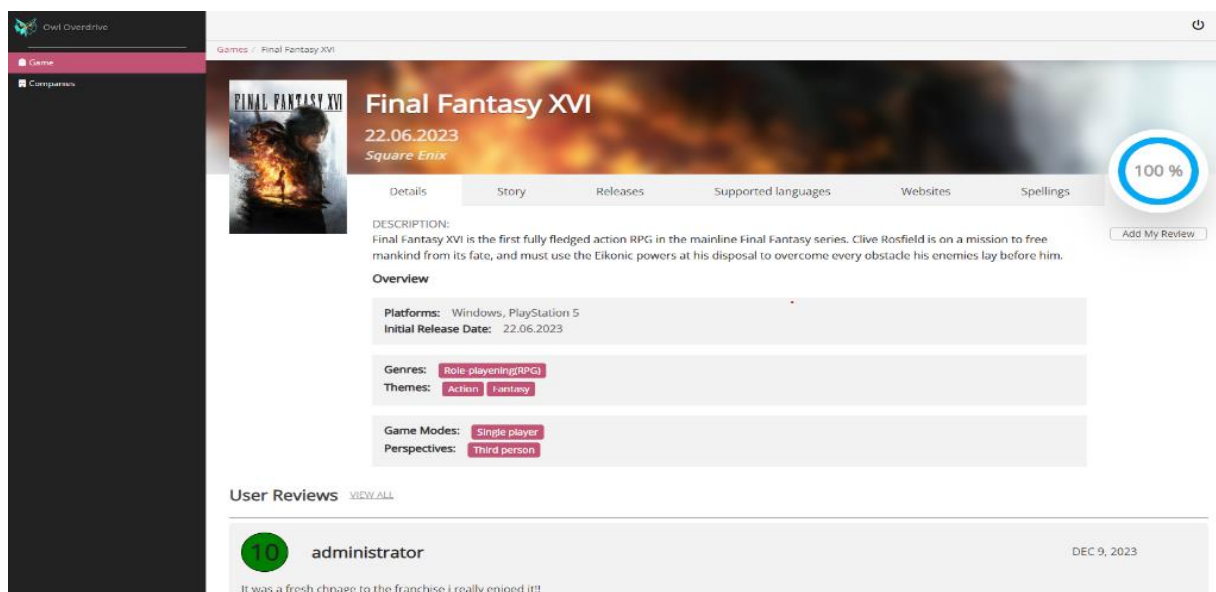 Owl Overdrive
Game
Companies
Games / Final Fantasy XVI
FINAL FANTASY XVI
Final Fantasy XVI
22.06.2023
Square Enix
100 %
Details Story Releases Supported languages Websites Spellings
Add My Review
DESCRIPTION:
Final Fantasy XVI is the first fully fledged action RPG in the mainline Final Fantasy series. Clive Rosfield is on a mission to free
mankind from its fate, and must use the Eikonic powers at his disposal to overcome every obstacle his enemies lay before him.
Overview
Platforms: Windows, PlayStation 5
Initial Release Date: 22.06.2023
Genres: Role-playening(RPG)
Themes: Action Fantasy
Game Modes: Single player
Perspectives: Third person
User Reviews VIEW ALL
10 administrator DEC 9, 2023
It was a fresh chnage to the franchise i really enjoed it!!